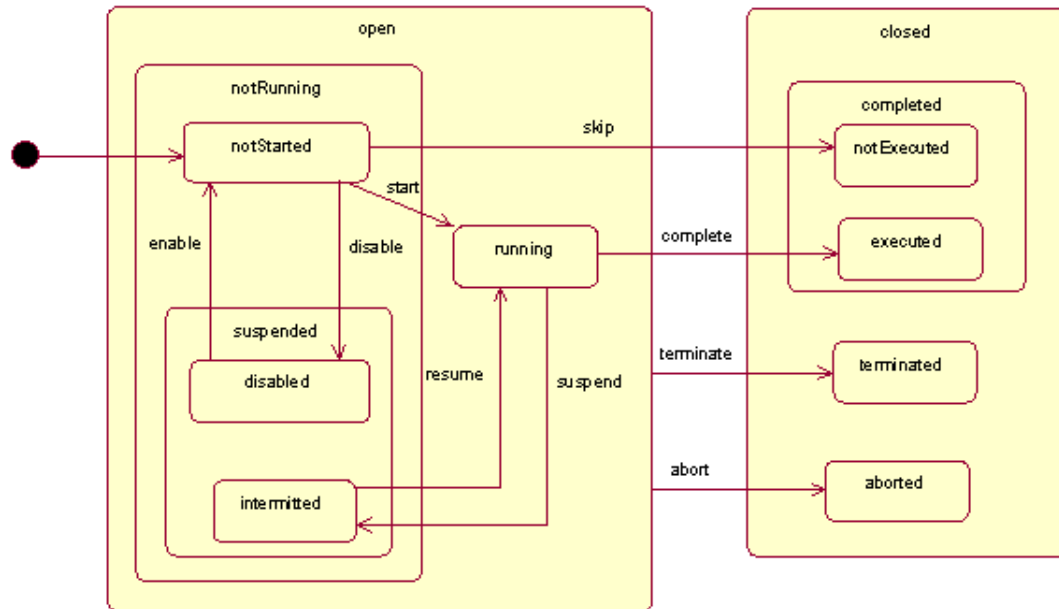 open
closed
notRunning
completed
notStarted
skip
notExecuted
start
enable
disable
running
complete
executed
suspended
disabled
resume
suspend
terminate
terminated
intermitted
abort
aborted